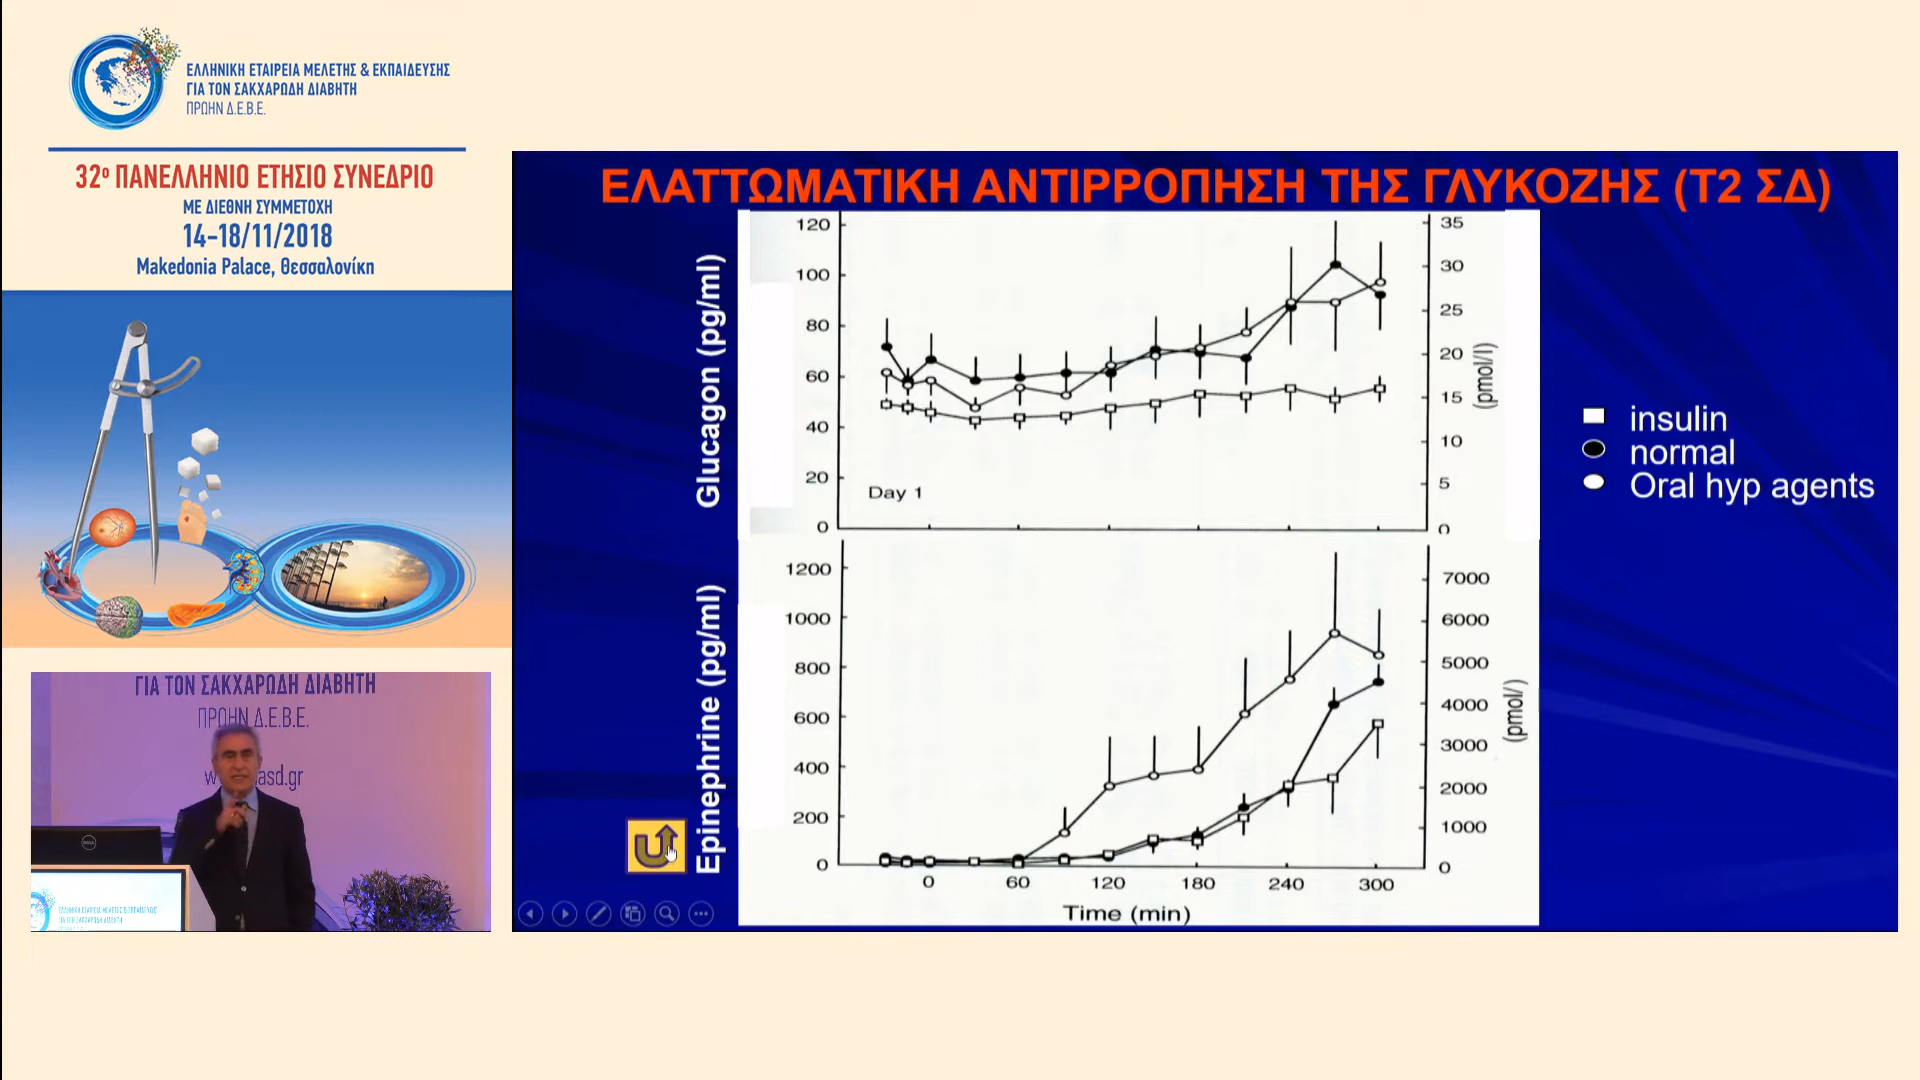 ΕΛΛΗΝΙΚΗ ΕΤΑΙΡΕΙΑ ΜΕΛΕΤΗΣ & ΕΚΠΑΙΔΕΥΣΗΣ
ΓΙΑ ΤΟΝ ΣΑΚΧΑΡΩΔΗ ΔΙΑΒΗΤΗ
ΠΡΩΗΝ Δ.Ε.Β.Ε.
32ο ΠΑΝΕΛΛΗΝΙΟ ΕΤΗΣΙΟ ΣΥΝΕΔΡΙΟ
ΜΕ ΔΙΕΘΝΗ ΣΥΜΜΕΤΟΧΗ
14-18/11/2018
Makedonia Palace, Θεσσαλονίκη
ΓΙΑ ΤΟΝ ΣΑΚΧΑΡΩΔΗ ΔΙΑΒΗΤΗ
ΠΡΩΗΝ Δ.Ε.Β.Ε.
ΕΛΑΤΤΩΜΑΤΙΚΗ ΑΝΤΙΡΡΟΠΗΣΗ ΤΗΣ ΓΛΥΚΟΖΗΣ (Τ2 ΣΔ)
Glucagon (pg/ml)
120
100
80
60
40
20
0
Day 1
35
30
25
20
15
10
5
0
(pmol/l)
Epinephrine (pg/ml)
1200
1000
800
600
400
200
0
7000
6000
5000
4000
3000
2000
1000
0
(pmol/)
0 60 120 180 240 300
Time (min)
insulin
normal
Oral hyp agents